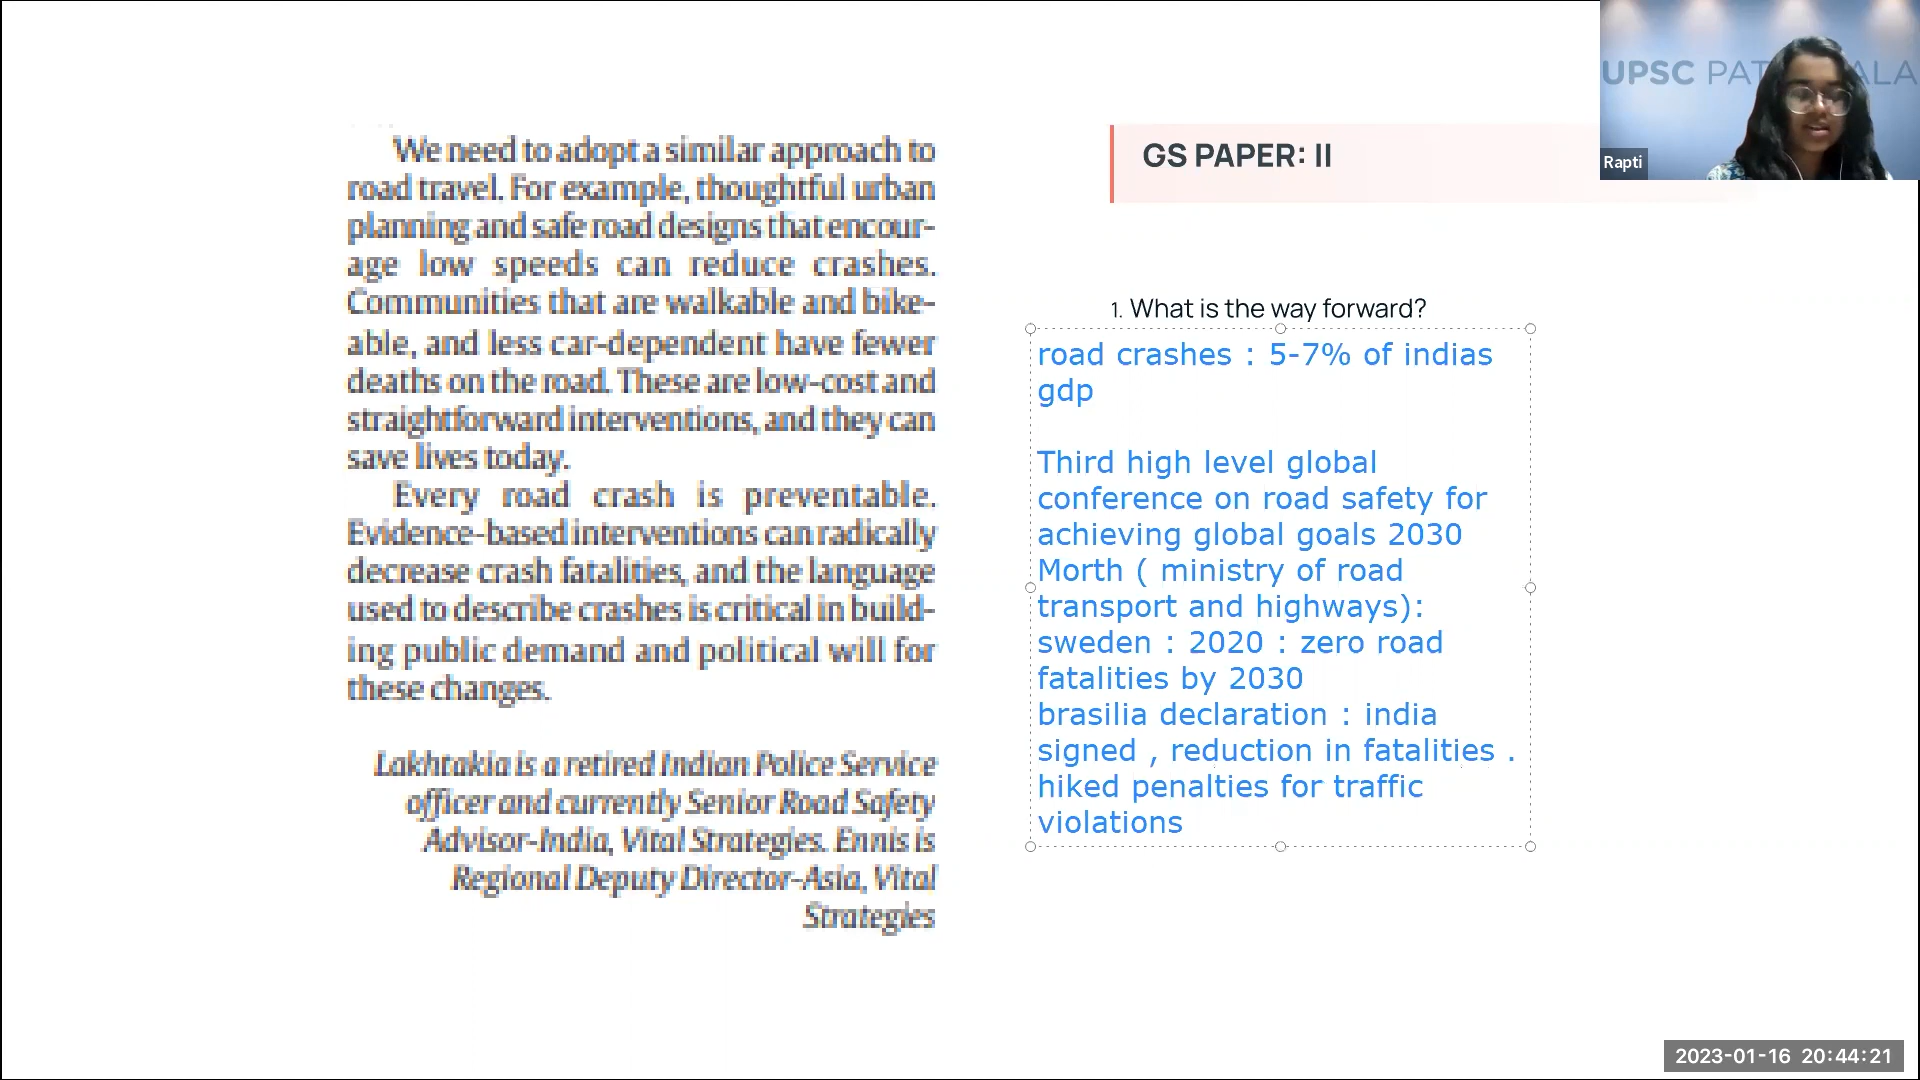 We need to adopt a similar approach to
road travel. For example, thoughtful urban
planning and safe road designs that encour-
age low speeds can reduce crashes.
Communities that are walkable and bike-
able, and less car-dependent have fewer
deaths on the road. These are low-cost and
straightforward interventions, and they can
save lives today.
Every road crash is preventable.
Evidence-based interventions can radically
decrease crash fatalities, and the language
used to describe crashes is critical in build-
ing public demand and political will for
these changes.
Lakhtakia is a retired Indian Police Service
officer and currently Senior Road Safety
Advisor-India, Vital Strategies. Ennis is
Regional Deputy Director-Asia, Vital
Strategies
GS PAPER: II
1. What is the way forward?
road crashes : 5-7% of indias
gdp
Third high level global
conference on road safety for
achieving global goals 2030
Morth ( ministry of road
transport and highways):
sweden : 2020 : zero road
fatalities by 2030
brasilia declaration : india
signed , reduction in fatalities .
hiked penalties for traffic
violations
UPSC PAT ALA
Rapti
2023-01-16 20:44:21